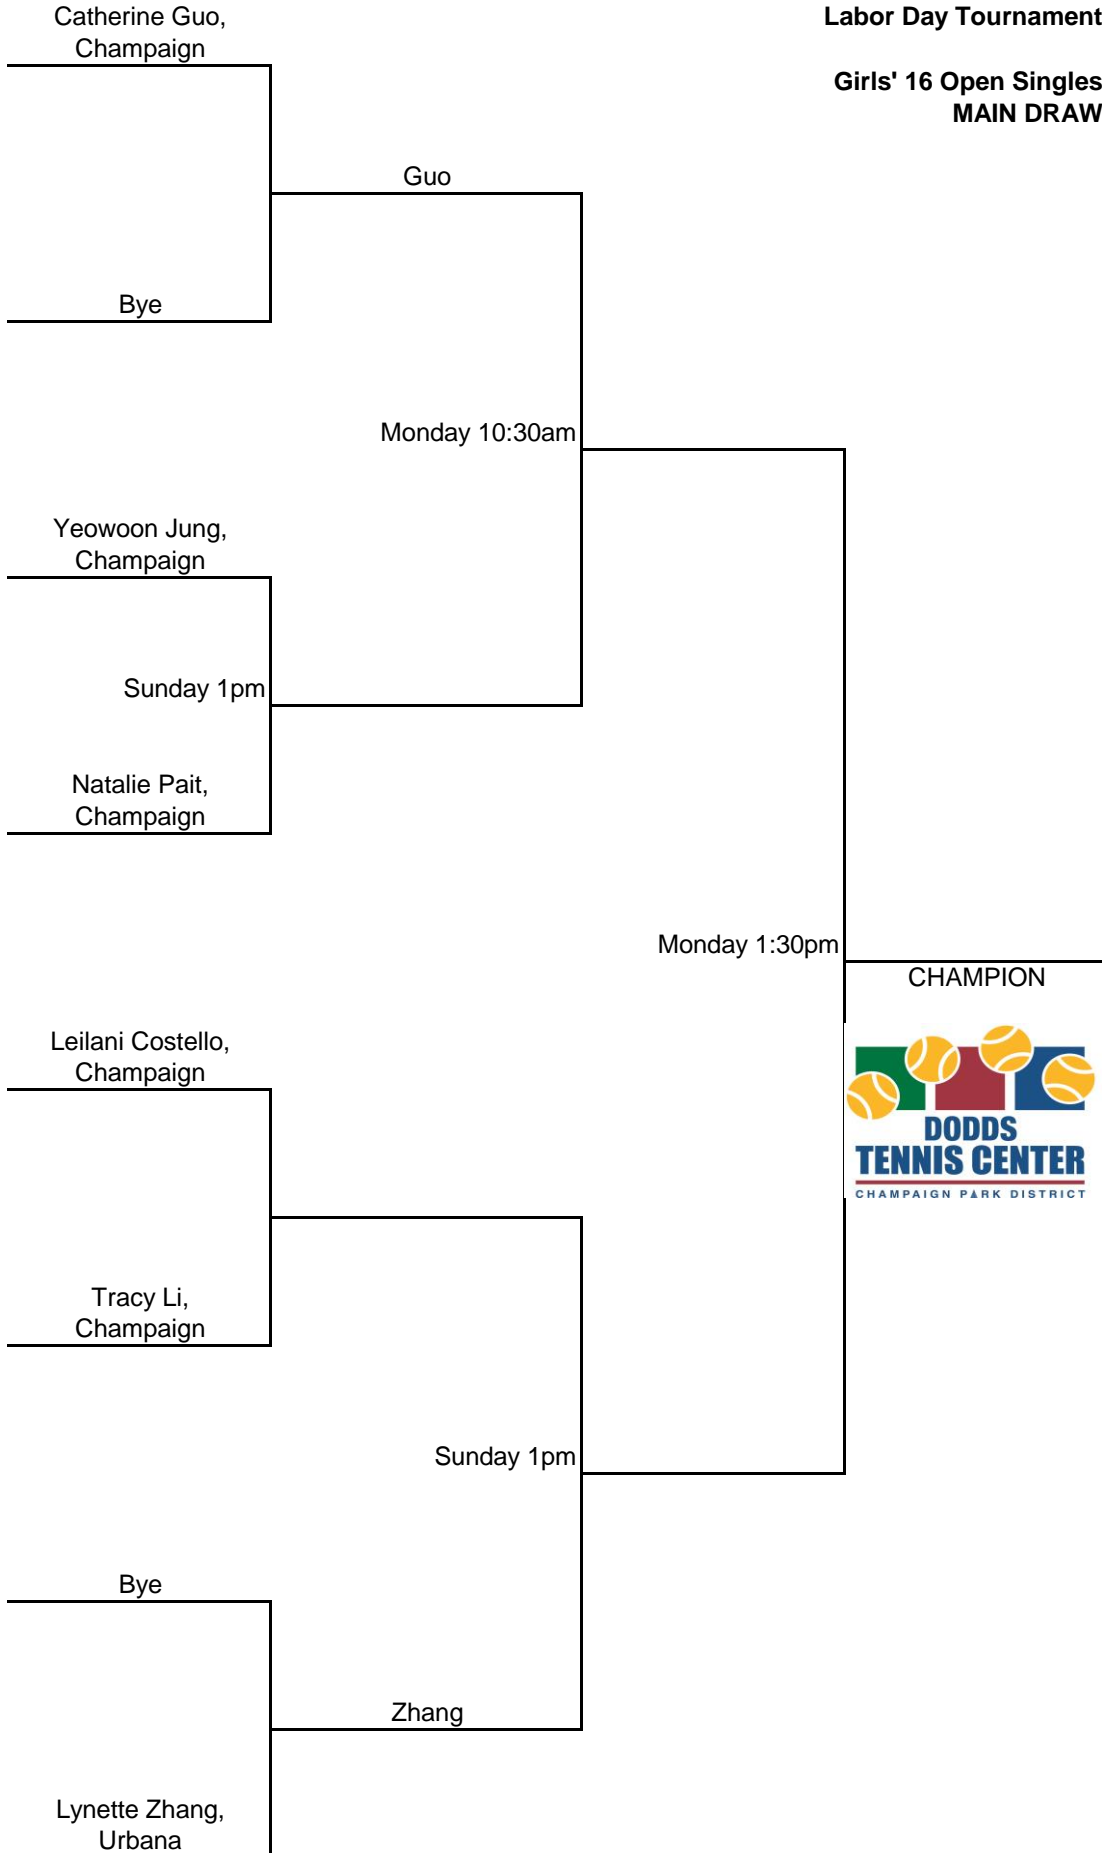 Catherine Guo,
Champaign
Labor Day Tournament
Girls' 16 Open Singles
MAIN DRAW
Guo
Bye
Monday 10:30am
Yeowoon Jung,
Champaign
Sunday 1pm
Natalie Pait,
Champaign
Monday 1:30pm
CHAMPION
Leilani Costello,
Champaign
DODDS
TENNIS CENTER
CHAMPAIGN PARK DISTRICT
Tracy Li,
Champaign
Sunday 1pm
Bye
Zhang
Lynette Zhang,
Urbana